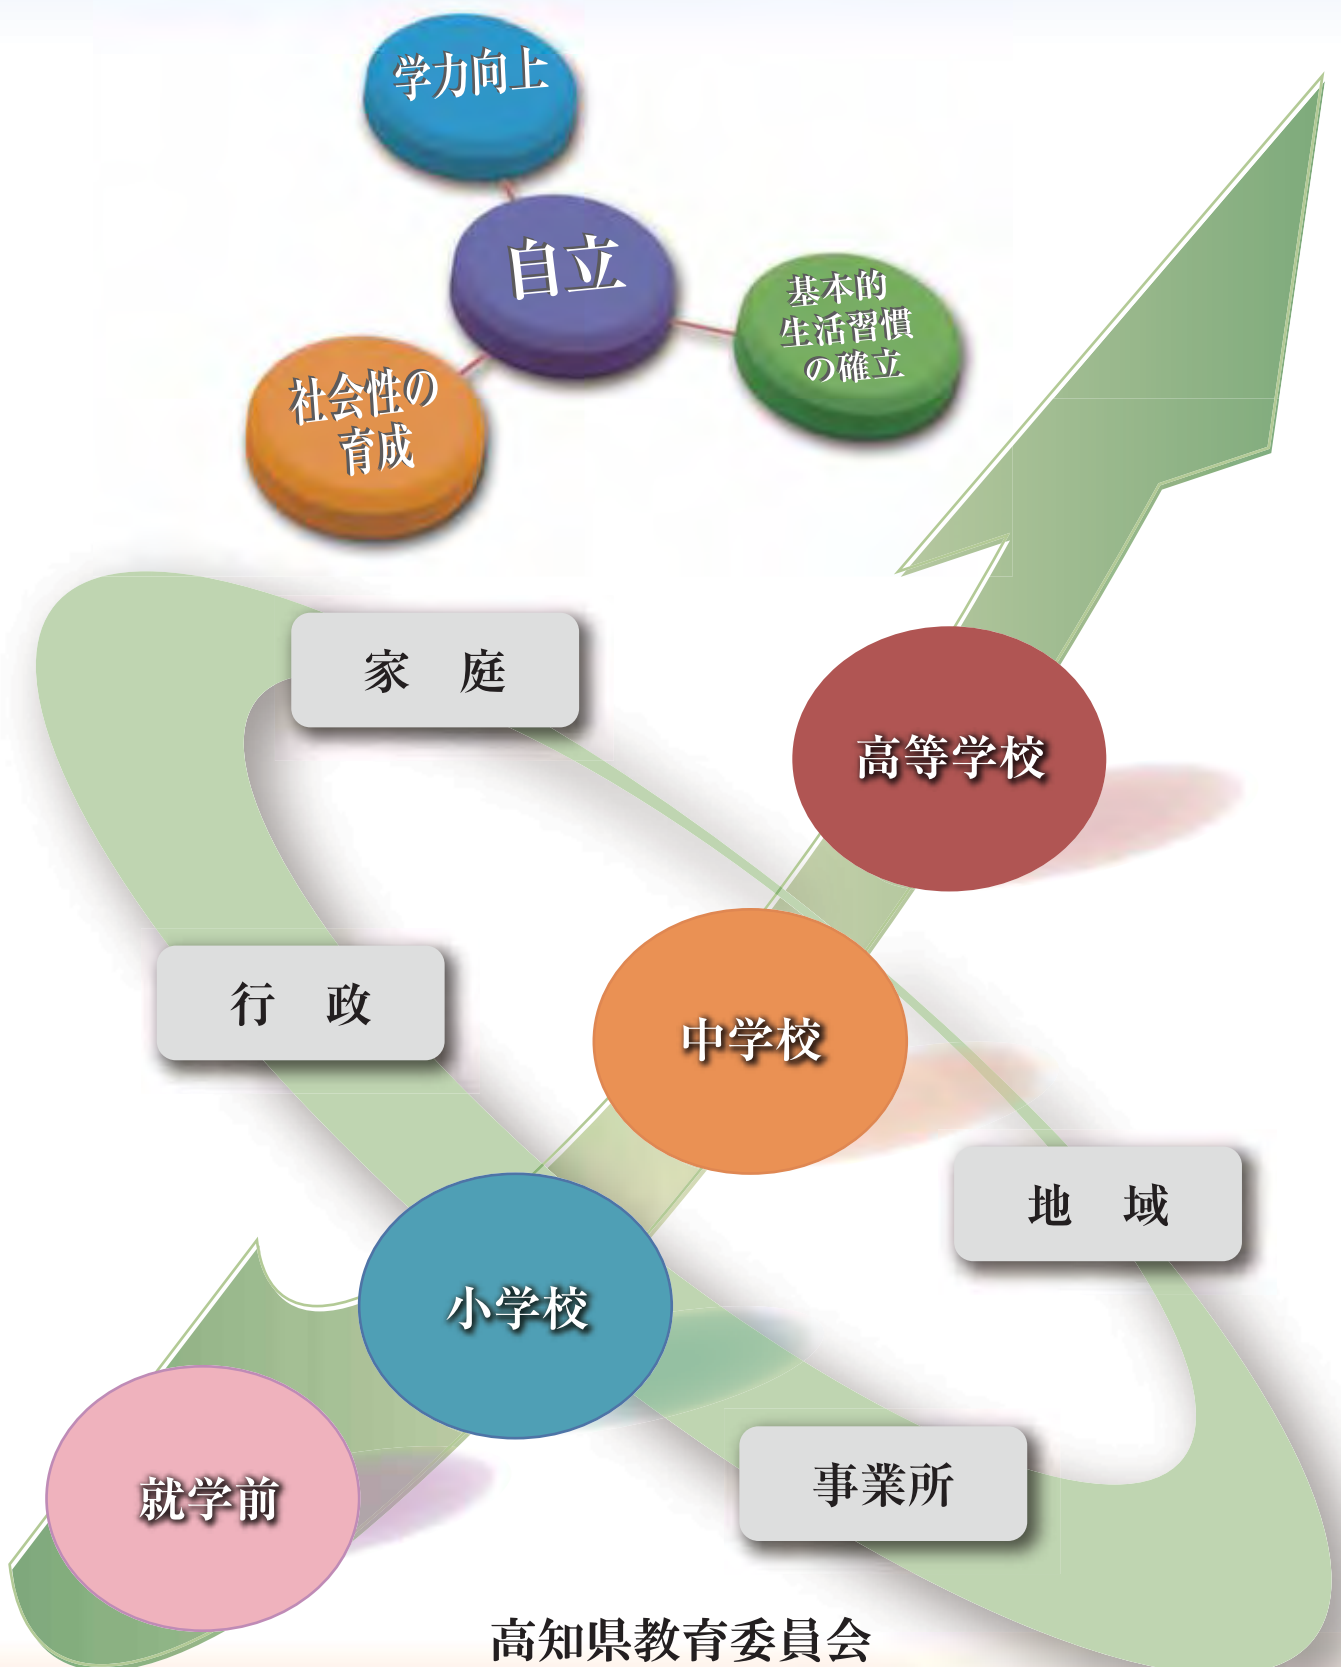 学力向上
自立
基本的
生活習慣
の確立
社会性の
育成
家　庭
高等学校
行　政
中学校
地　域
小学校
事業所
就学前
高知県教育委員会